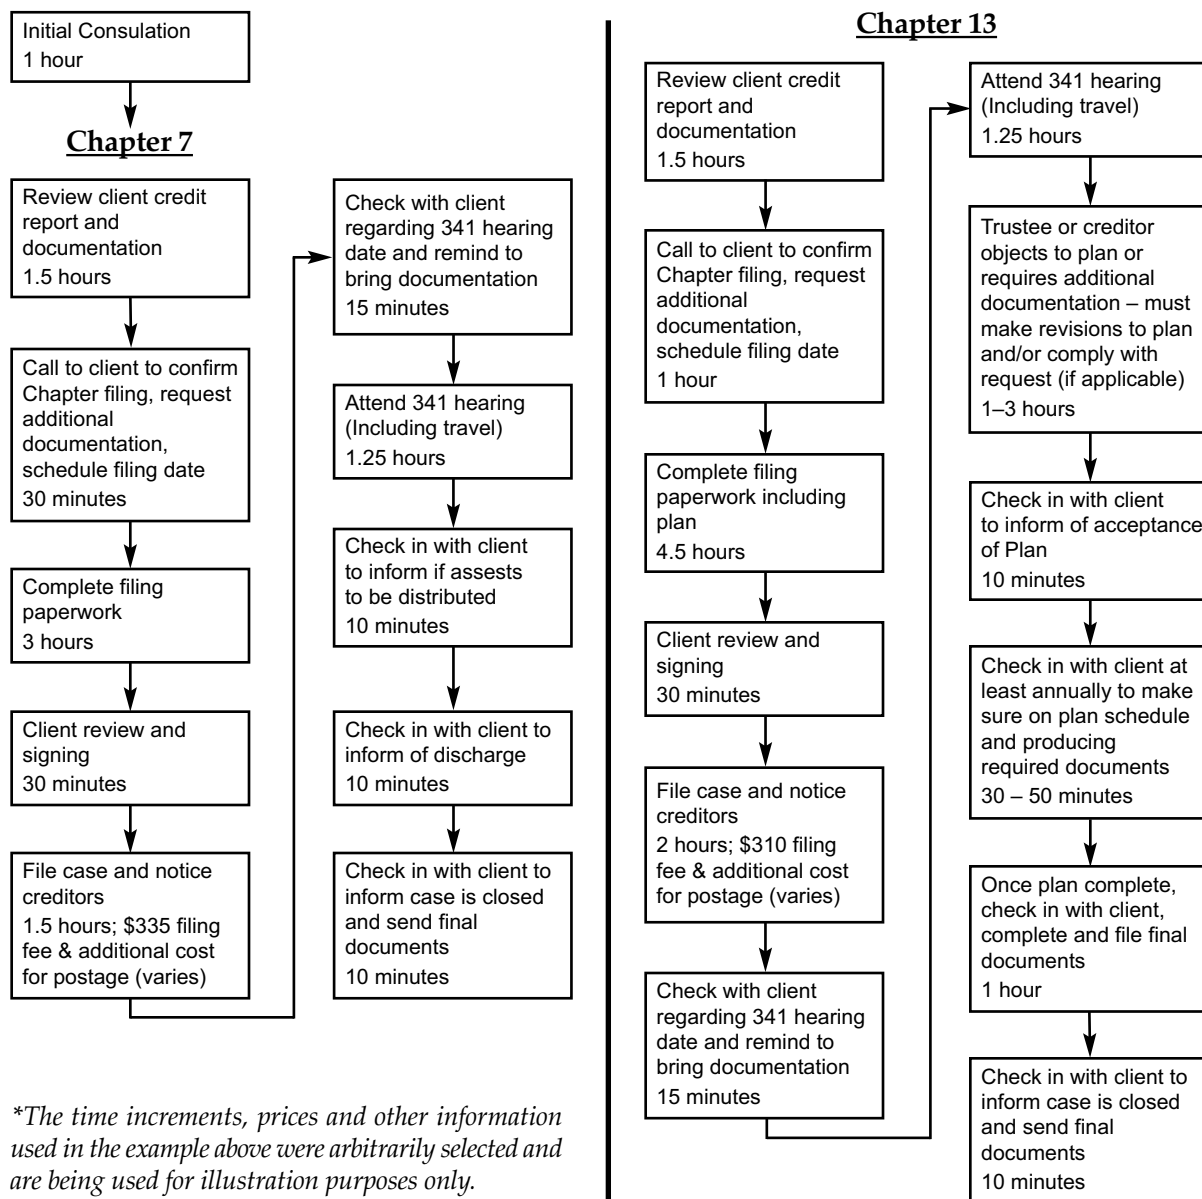 Initial Consulation
1 hour
Chapter 7
Review client credit
report and
documentation
1.5 hours
Call to client to confirm
Chapter filing, request
additional
documentation,
schedule filing date
30 minutes
Complete filing
paperwork
3 hours
Client review and
signing
30 minutes
File case and notice
creditors
1.5 hours; $335 filing
fee & additional cost
for postage (varies)
Check with client
regarding 341 hearing
date and remind to
bring documentation
15 minutes
Attend 341 hearing
(Including travel)
1.25 hours
Check in with client
to inform if assests
to be distributed
10 minutes
Check in with client to
inform of discharge
10 minutes
Check in with client to
inform case is closed
and send final
documents
10 minutes
*The time increments, prices and other information
used in the example above were arbitrarily selected and
are being used for illustration purposes only.
Chapter 13
Review client credit
report and
documentation
1.5 hours
Call to client to confirm
Chapter filing, request
additional
documentation,
schedule filing date
1 hour
Complete filing
paperwork including
plan
4.5 hours
Client review and
signing
30 minutes
File case and notice
creditors
2 hours; $310 filing
fee & additional cost
for postage (varies)
Check with client
regarding 341 hearing
date and remind to
bring documentation
15 minutes
Attend 341 hearing
(Including travel)
1.25 hours
Trustee or creditor
objects to plan or
requires additional
documentation – must
make revisions to plan
and/or comply with
request (if applicable)
1–3 hours
Check in with client
to inform of acceptance
of Plan
10 minutes
Check in with client at
least annually to make
sure on plan schedule
and producing
required documents
30 – 50 minutes
Once plan complete,
check in with client,
complete and file final
documents
1 hour
Check in with client to
inform case is closed
and send final
documents
10 minutes